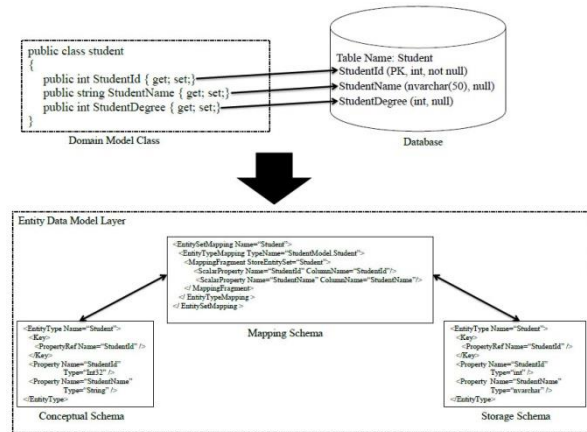 public class student
{
public int StudentId { get; set;}
public string StudentName { get; set;}
public int StudentDegree { get; set;}
}
Domain Model Class
Table Name: Student
StudentId (PK, int, not null)
StudentName (nvarchar(50), null)
StudentDegree (int, null)
Database
Entity Data Model Layer
<EntitySetMapping Name="Student">
<EntityTypeMapping TypeName="StudentModel.Student">
<MappingFragment StoreEntitySet="Student">
<ScalarProperty Name="StudentId" ColumnName="StudentId"/>
<ScalarProperty Name="StudentName" ColumnName="StudentName"/>
</ MappingFragment>
</ EntityTypeMapping >
</ EntitySetMapping >
Mapping Schema
<EntityType Name="Student">
<Key>
<PropertyRef Name="StudentId" />
</Key>
<Property Name="StudentId"
Type="Int32" />
<Property Name="StudentName"
Type="String" />
</EntityType>
Conceptual Schema
<EntityType Name="Student">
<Key>
<PropertyRef Name="StudentId" />
</Key>
<Property Name="StudentId"
Type="int" />
<Property Name="StudentName"
Type="nvarchar" />
</EntityType>
Storage Schema